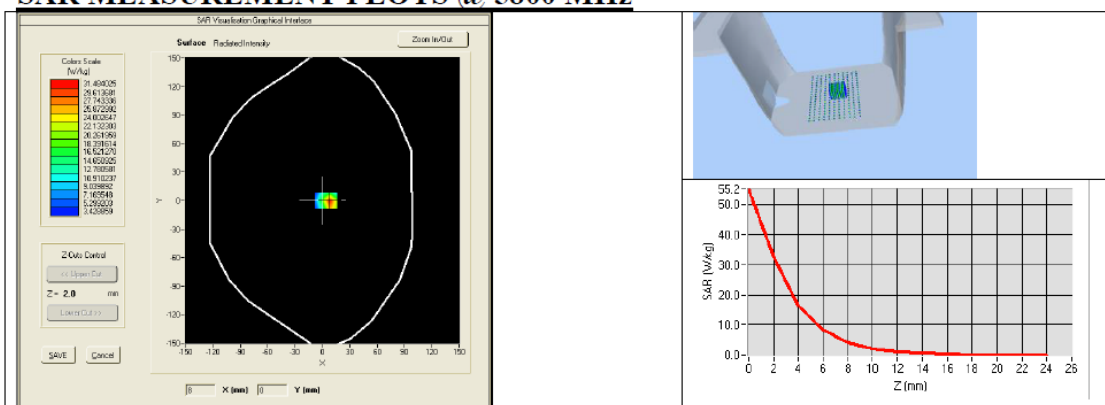 SAR MEASUREMENT PLOTS @ 5800 MHz
SAR Visualisation Graphical Interface
Surface Radiated Intensity
Zoom In/Out
Colors Scale
(W/kg)
31.484025
29.613681
27.743336
25.872992
24.002647
22.132303
20.261959
18.391614
16.521270
14.650925
12.780581
10.910237
9.039892
7.169548
5.299203
3.428859
Z-Cuts Control
<< Upper Cut
Z = 2.0 mm
Lower Cut >>
SAVE Cancel
150-
120-
90-
60-
30-
Y 0-
-30-
-60-
-90-
-120-
-150-
-150 -120 -90 -60 -30 0 30 60 90 120 150
X
8 X (mm) 0 Y (mm)
55.2-
50.0-
40.0-
30.0-
20.0-
10.0-
0.0-
SAR (W/kg)
0 2 4 6 8 10 12 14 16 18 20 22 24 26
Z (mm)